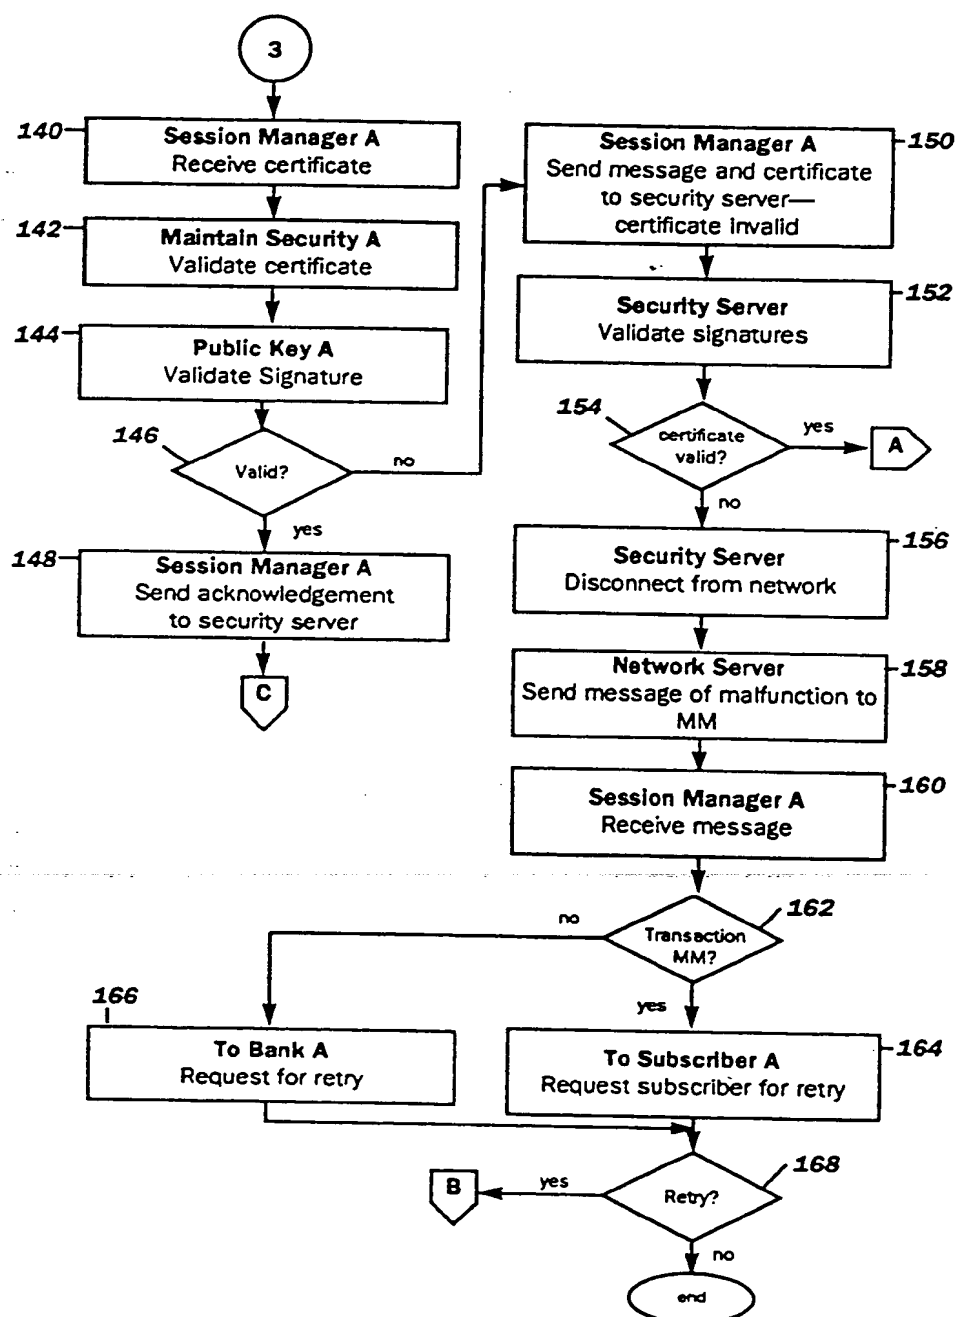 3
140
Session Manager A
Receive certificate
142
Maintain Security A
Validate certificate
144
Public Key A
Validate Signature
146
Valid?
no
yes
148
Session Manager A
Send acknowledgement
to security server
C
150
Session Manager A
Send message and certificate
to security server—
certificate invalid
152
Security Server
Validate signatures
154
certificate
valid?
yes
A
no
156
Security Server
Disconnect from network
158
Network Server
Send message of malfunction to
MM
160
Session Manager A
Receive message
162
Transaction
MM?
no
yes
166
To Bank A
Request for retry
164
To Subscriber A
Request subscriber for retry
168
Retry?
yes
B
no
end